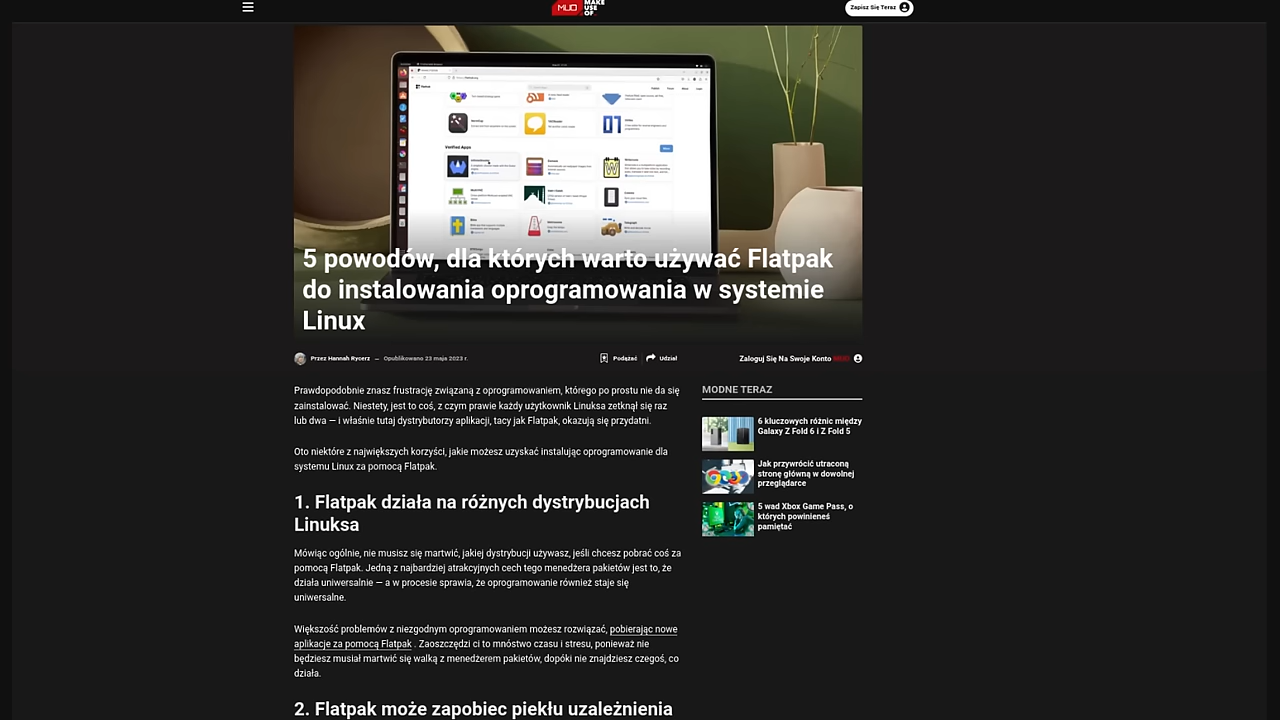 MUO
MAKE
USE
OF
Zapisz Się Teraz
Verified Apps
5 powodów, dla których warto używać Flatpak
do instalowania oprogramowania w systemie
Linux
Przez Hannah Rycerz — Opublikowano 23 maja 2023 r.
Podążać
Udział
Zaloguj Się Na Swoje Konto MUO
Prawdopodobnie znasz frustrację związaną z oprogramowaniem, którego po prostu nie da się
zainstalować. Niestety, jest to coś, z czym prawie każdy użytkownik Linuksa zetknął się raz
lub dwa — i właśnie tutaj dystrybutorzy aplikacji, tacy jak Flatpak, okazują się przydatni.
Oto niektóre z największych korzyści, jakie możesz uzyskać instalując oprogramowanie dla
systemu Linux za pomocą Flatpak.
1. Flatpak działa na różnych dystrybucjach
Linuksa
Mówiąc ogólnie, nie musisz się martwić, jakiej dystrybucji używasz, jeśli chcesz pobrać coś za
pomocą Flatpak. Jedną z najbardziej atrakcyjnych cech tego menedżera pakietów jest to, że
działa uniwersalnie — a w procesie sprawia, że oprogramowanie również staje się
uniwersalne.
Większość problemów z niezgodnym oprogramowaniem możesz rozwiązać, pobierając nowe
aplikacje za pomocą Flatpak . Zaoszczędzi ci to mnóstwo czasu i stresu, ponieważ nie
będziesz musiał martwić się walką z menedżerem pakietów, dopóki nie znajdziesz czegoś, co
działa.
2. Flatpak może zapobiec piekłu uzależnienia
MODNE TERAZ
6 kluczowych różnic między
Galaxy Z Fold 6 i Z Fold 5
Jak przywrócić utraconą
stronę główną w dowolnej
przeglądarce
5 wad Xbox Game Pass, o
których powinieneś
pamiętać